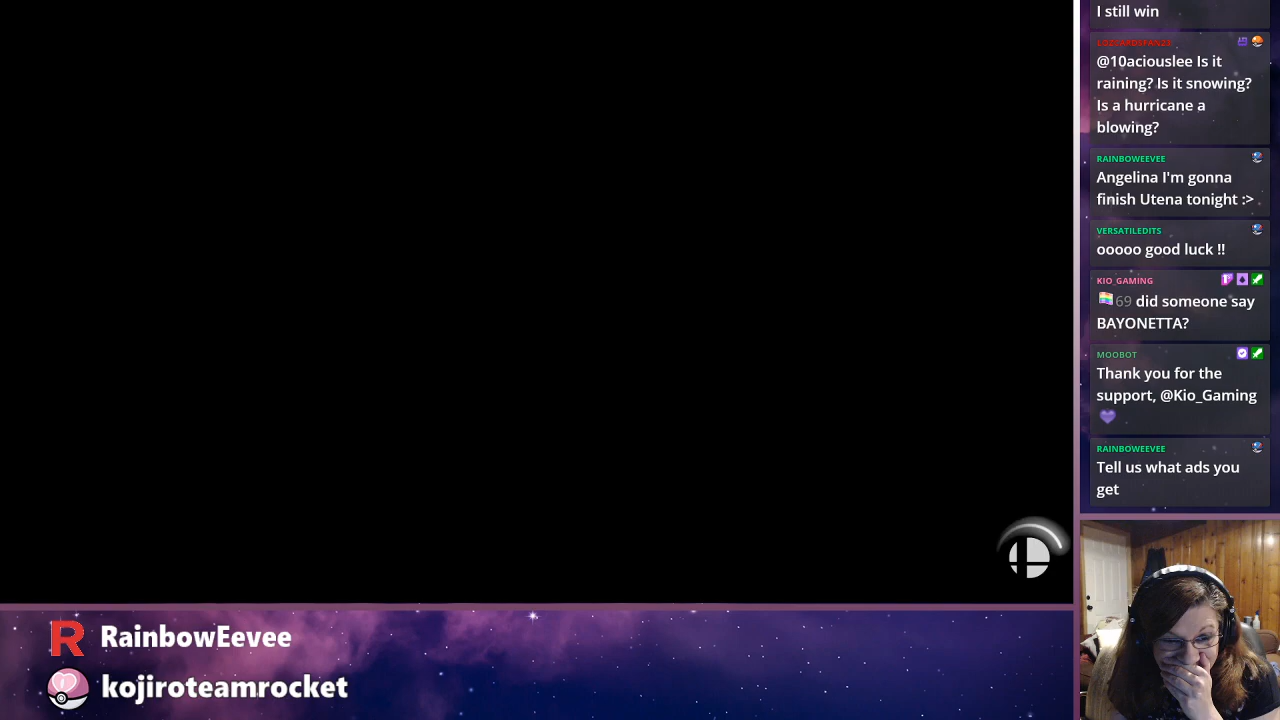 I still win
LOZZARDSFAN23
@10aciouslee Is it
raining? Is it snowing?
Is a hurricane a
blowing?
RAINBOWEEVEE
Angelina I'm gonna
finish Utena tonight :>
VERSATILEDITS
ooooo good luck !!
KIO_GAMING
69 did someone say
BAYONETTA?
MOOBOT
Thank you for the
support, @Kio_Gaming
RAINBOWEEVEE
Tell us what ads you
get
R RainbowEevee
kojiroteamrocket